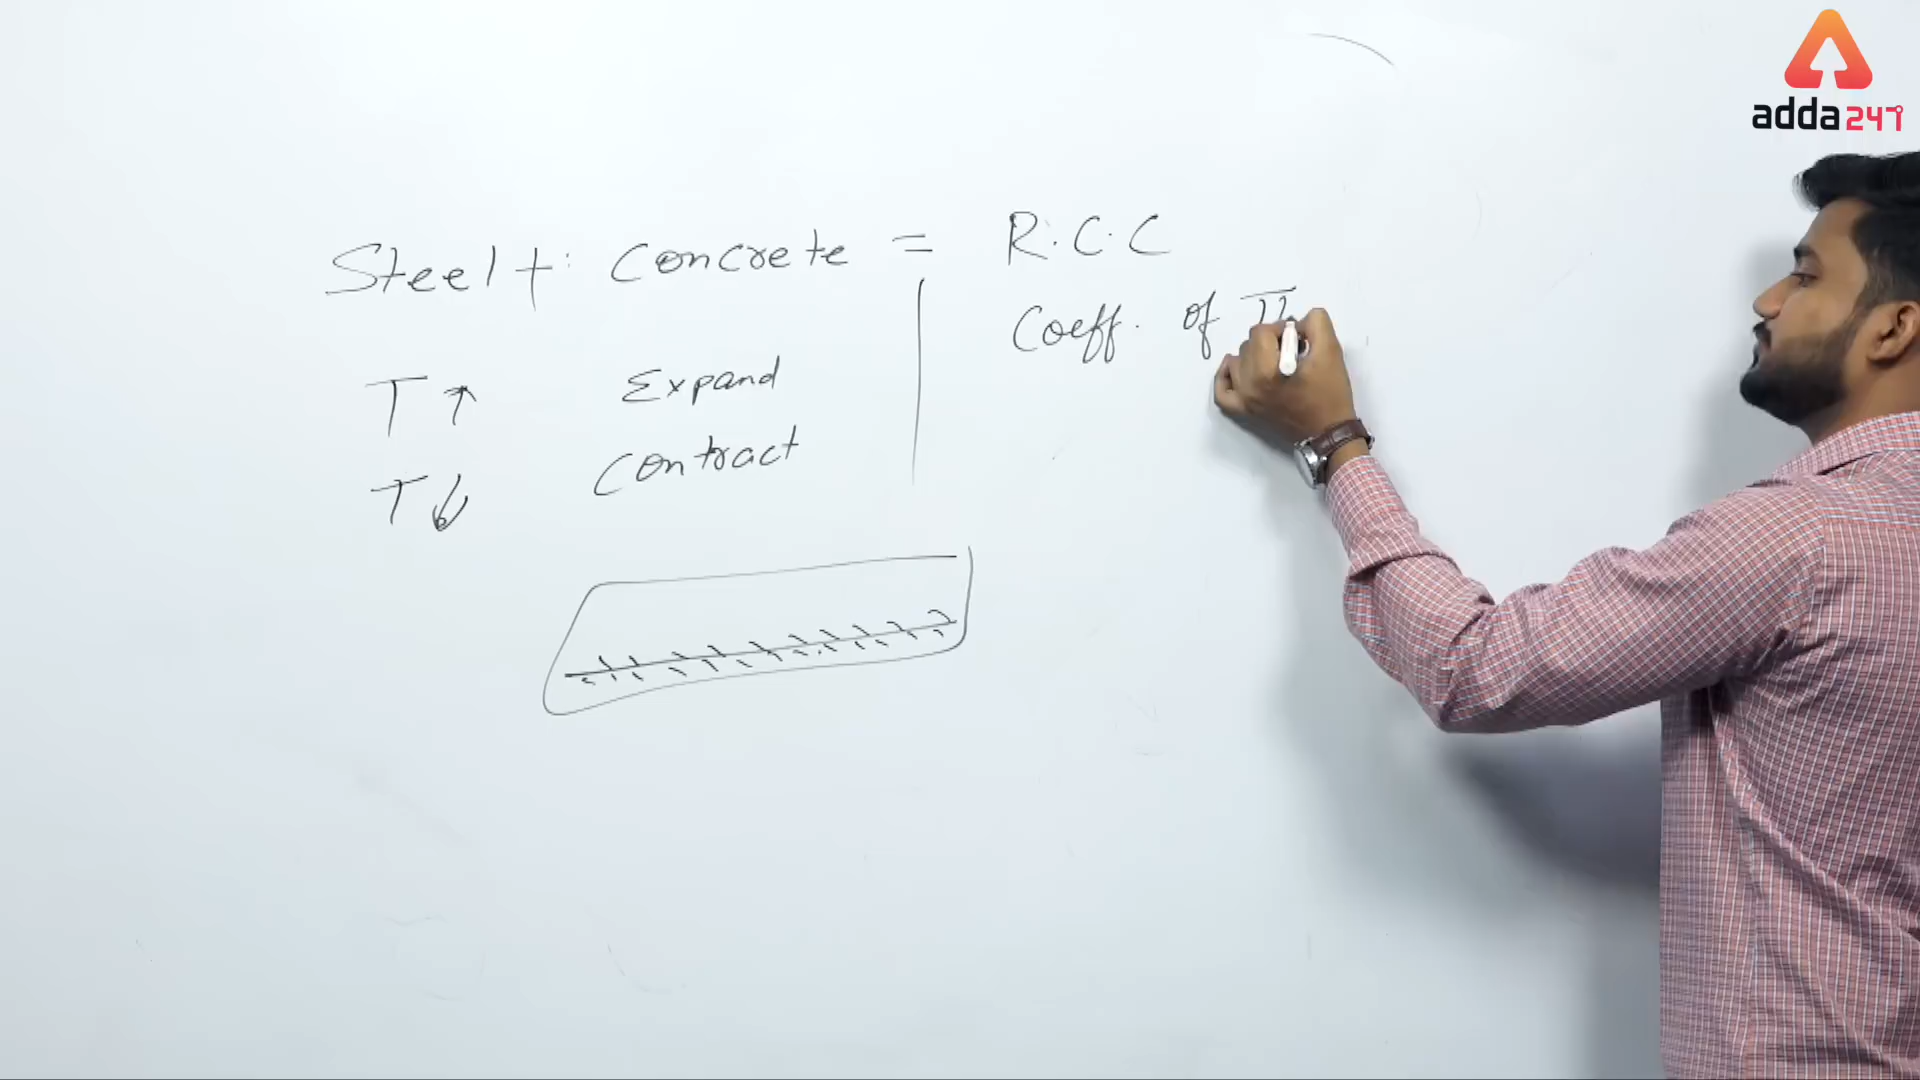 adda247
Steel + Concrete = R.C.C
Coeff. of
T↑ Expand
T↓ Contract